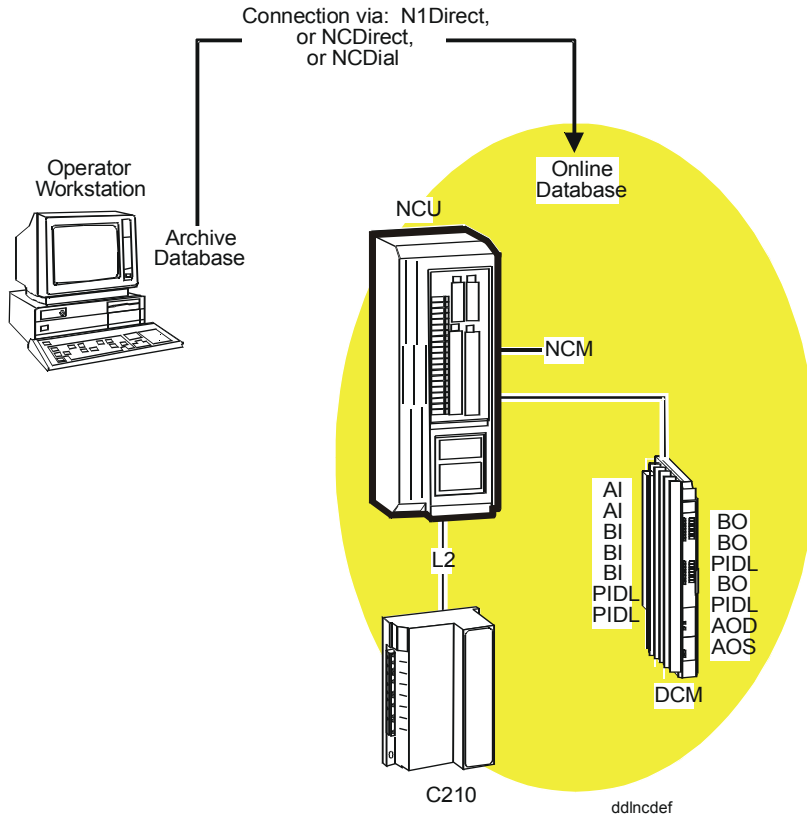 Connection via: N1Direct,
or NCDirect,
or NCDial
Operator
Workstation
Archive
Database
Online
Database
NCU
NCM
AI
AI
BI
BI
BI
PIDL
PIDL
BO
BO
PIDL
BO
PIDL
AOD
AOS
DCM
L2
C210
ddlncdef